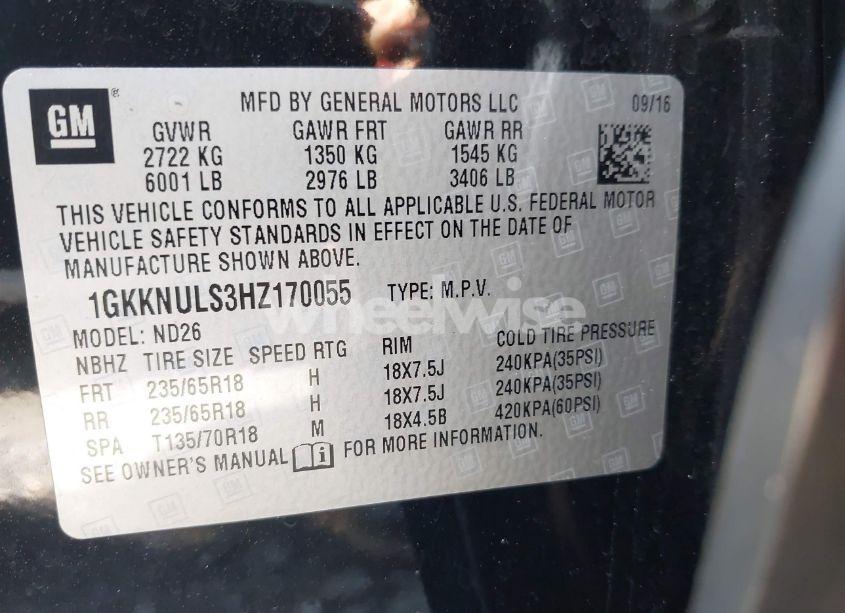 GM® MFD BY GENERAL MOTORS LLC 09/16
GVWR GAWR FRT GAWR RR
2722 KG 1350 KG 1545 KG
6001 LB 2976 LB 3406 LB
THIS VEHICLE CONFORMS TO ALL APPLICABLE U.S. FEDERAL MOTOR
VEHICLE SAFETY STANDARDS IN EFFECT ON THE DATE OF
MANUFACTURE SHOWN ABOVE.
1GKKNULS3HZ170055 TYPE: M.P.V.
wheelwise
MODEL: ND26
NBHZ TIRE SIZE SPEED RTG RIM COLD TIRE PRESSURE
FRT 235/65R18 H 18X7.5J 240KPA(35PSI)
RR 235/65R18 H 18X7.5J 240KPA(35PSI)
SPA T135/70R18 M 18X4.5B 420KPA(60PSI)
SEE OWNER'S MANUAL FOR MORE INFORMATION.